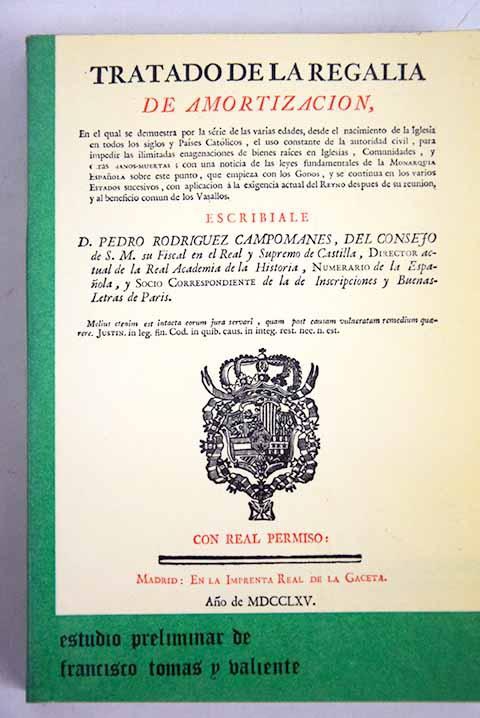 TRATADO DE LA REGALIA
DE AMORTIZACION,
En el qual se demuestra por la série de las varias edades, desde el nacimiento de la Iglesia
en todos los siglos y Países Católicos, el uso constante de la autoridad civil, para
impedir las ilimitadas enagenaciones de bienes raíces en Iglesias, Comunidades, y
MANOS-MUERTAS; con una noticia de las leyes fundamentales de la MONARQUIA
ESPAÑOLA sobre este punto, que empieza con los GODOS, y se continua en los varios
ESTADOS sucesivos, con aplicación à la exigencia actual del REYNO despues de su reunion,
y al beneficio comun de los Vasallos.
ESCRIBIALE
D. PEDRO RODRIGUEZ CAMPOMANES, DEL CONSEJO
de S. M. su Fiscal en el Real y Supremo de Castilla, DIRECTOR ac-
tual de la Real Academia de la Historia, NUMERARIO de la Espa-
ñola, y SOCIO CORRESPONDIENTE de la de Inscripciones y Buenas-
Letras de Paris.
Melius etenim est intacta eorum jura servari, quam post causam vulneratam remedium quæ-
rere. JUSTIN. in leg. fin. Cod. in quib. caus. in integ. rest. nec. n. est.
CON REAL PERMISO:
MADRID: EN LA IMPRENTA REAL DE LA GACETA.
Año de MDCCLXV.
estudio preliminar de
francisco tomas y valiente